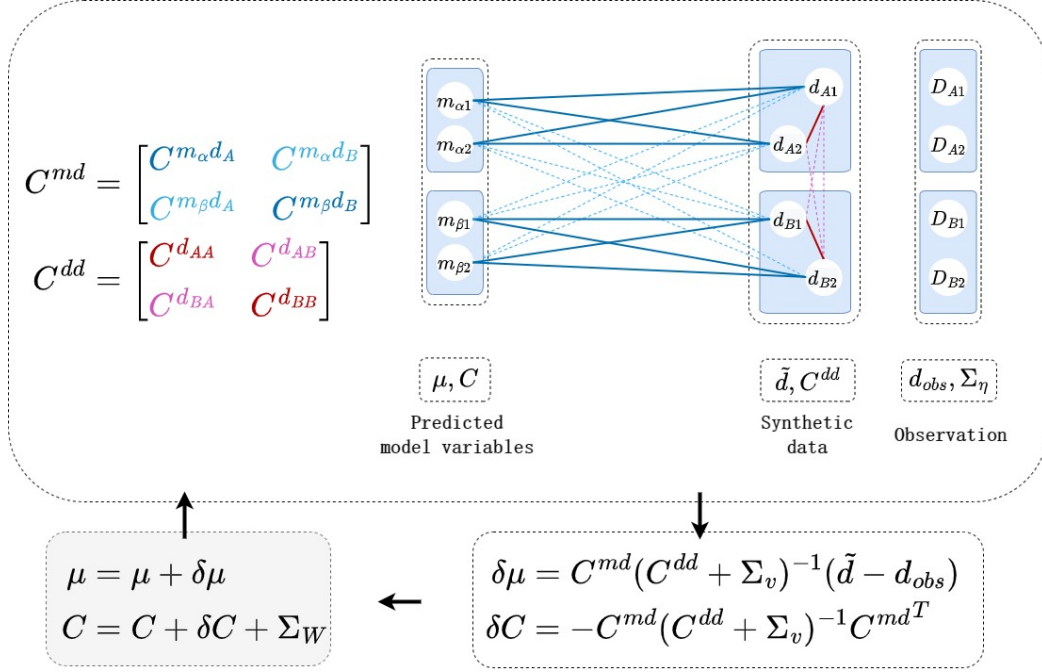 C^{md} = [C^{m_α d_A} C^{m_α d_B}
C^{m_β d_A} C^{m_β d_B}]
C^{dd} = [C^{d_{AA}} C^{d_{AB}}
C^{d_{BA}} C^{d_{BB}}]
m_{α1}
m_{α2}
m_{β1}
m_{β2}
d_{A1}
d_{A2}
d_{B1}
d_{B2}
D_{A1}
D_{A2}
D_{B1}
D_{B2}
μ, C
Predicted
model variables
d̃, C^{dd}
Synthetic
data
d_{obs}, Σ_η
Observation
μ = μ + δμ
C = C + δC + Σ_W
δμ = C^{md}(C^{dd} + Σ_v)^{-1}(d̃ − d_{obs})
δC = −C^{md}(C^{dd} + Σ_v)^{-1}C^{md^T}